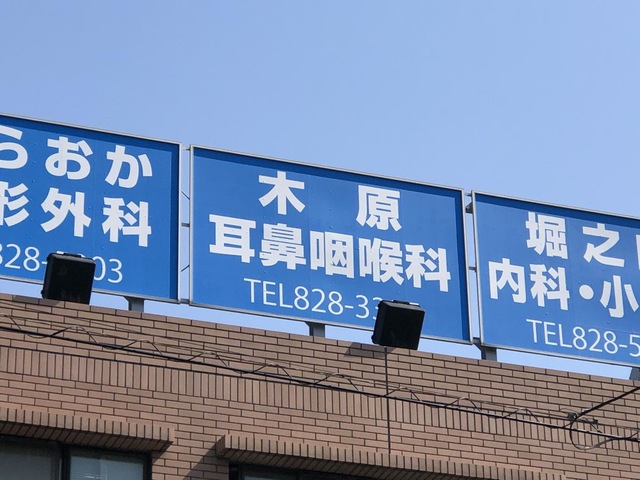 らおか
形外科
828- 03
木原
耳鼻咽喉科
TEL828-33
堀之
内科・小
TEL828-5